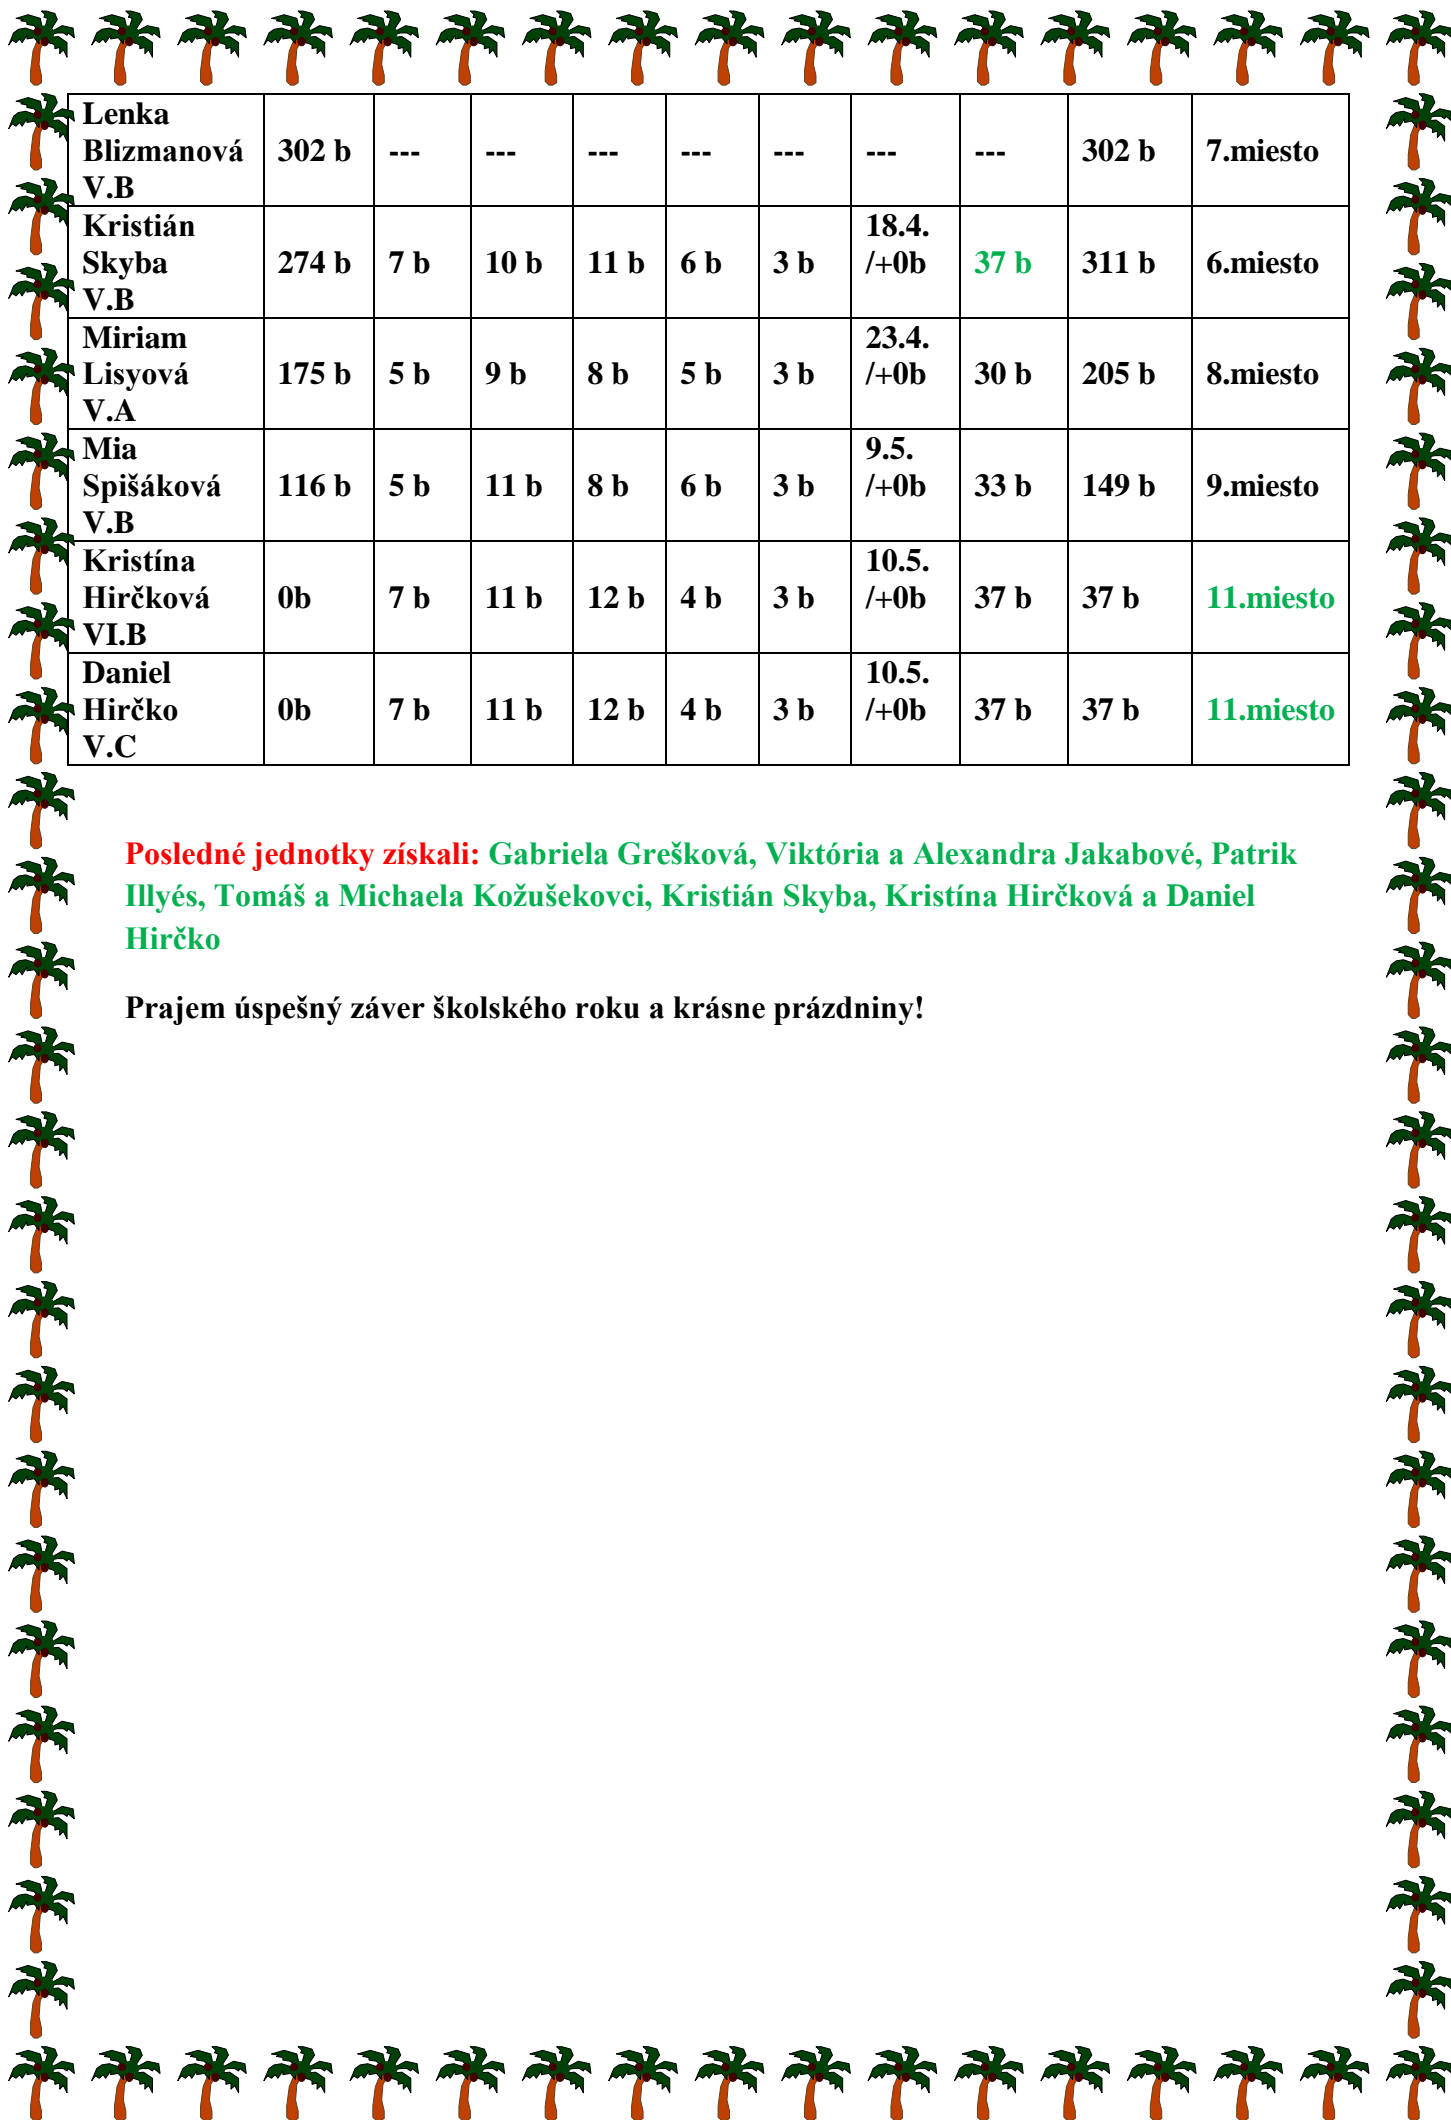 Lenka
Blizmanová 302 b --- --- --- --- --- --- --- 302 b 7.miesto
V.B
Kristián 18.4.
Skyba 274 b 7 b 10 b 11 b 6 b 3 b /+0b 37 b 311 b 6.miesto
V.B
Miriam 23.4.
Lisyová 175 b 5 b 9 b 8 b 5 b 3 b /+0b 30 b 205 b 8.miesto
V.A
Mia 9.5.
Spišáková 116 b 5 b 11 b 8 b 6 b 3 b /+0b 33 b 149 b 9.miesto
V.B
Kristína 10.5.
Hirčková 0b 7 b 11 b 12 b 4 b 3 b /+0b 37 b 37 b 11.miesto
VI.B
Daniel 10.5.
Hirčko 0b 7 b 11 b 12 b 4 b 3 b /+0b 37 b 37 b 11.miesto
V.C
Posledné jednotky získali: Gabriela Grešková, Viktória a Alexandra Jakabové, Patrik
Illyés, Tomáš a Michaela Kožušekovci, Kristián Skyba, Kristína Hirčková a Daniel
Hirčko
Prajem úspešný záver školského roku a krásne prázdniny!